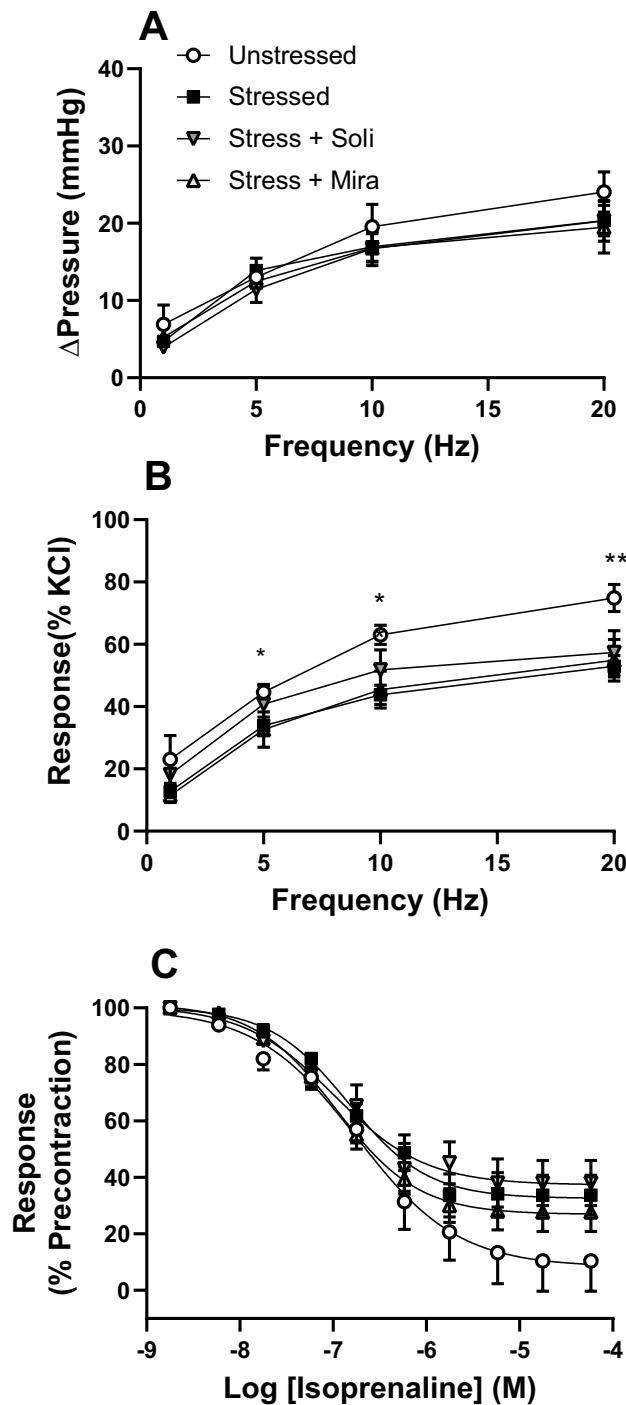 A
Unstressed
Stressed
Stress + Soli
Stress + Mira
ΔPressure (mmHg)
40
30
20
10
0
0 5 10 15 20
Frequency (Hz)
B
Response(% KCl)
100
80
60
40
20
0
* * * **
0 5 10 15 20
Frequency (Hz)
C
Response
(% Precontraction)
100
80
60
40
20
0
-9 -8 -7 -6 -5 -4
Log [Isoprenaline] (M)